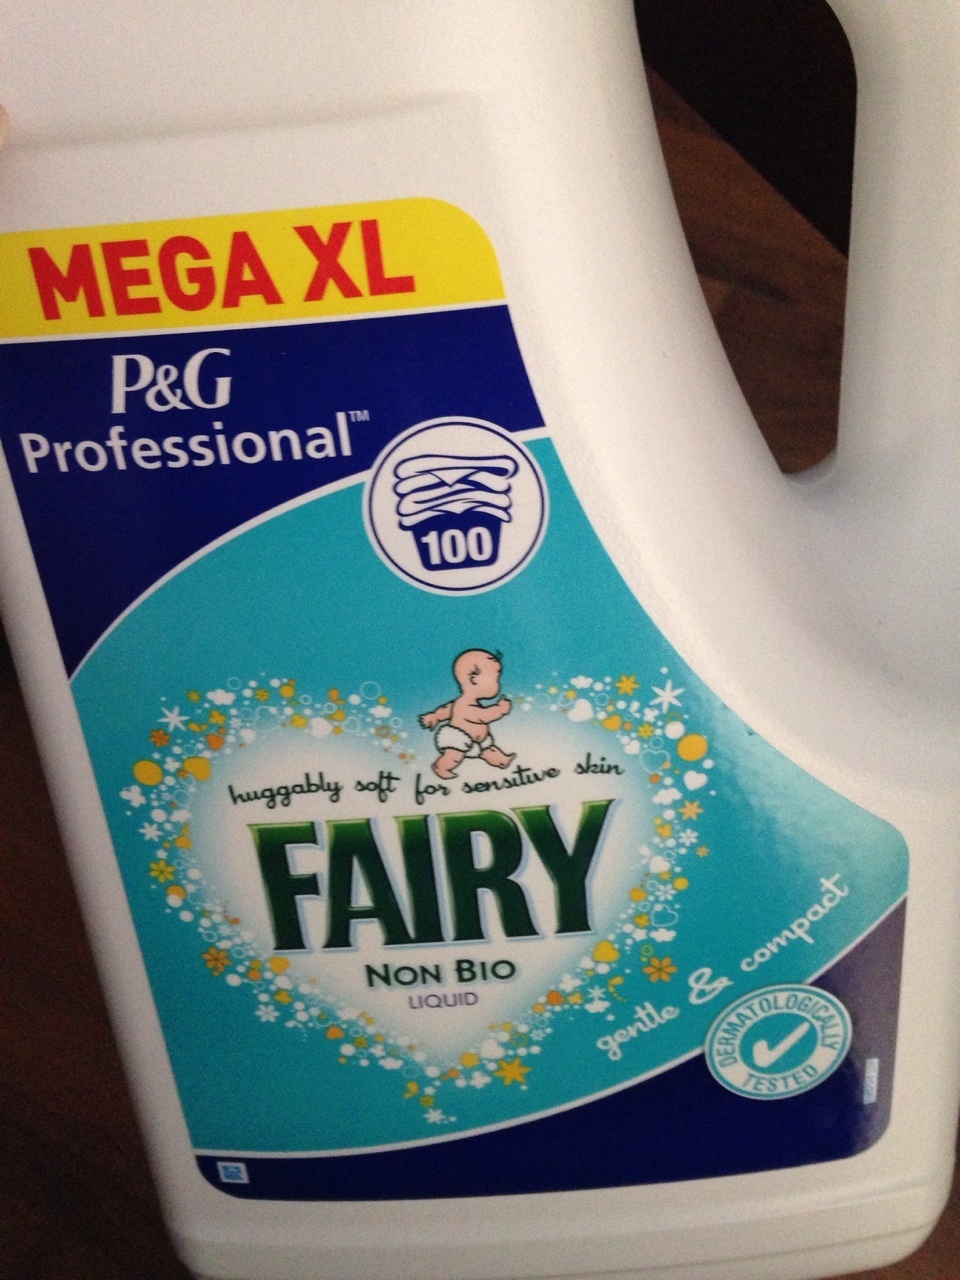 MEGA XL
P&G
Professional™
100
huggably soft for sensitive skin
FAIRY
NON BIO
LIQUID
gentle & compact
DERMATOLOGICALLY
TESTED